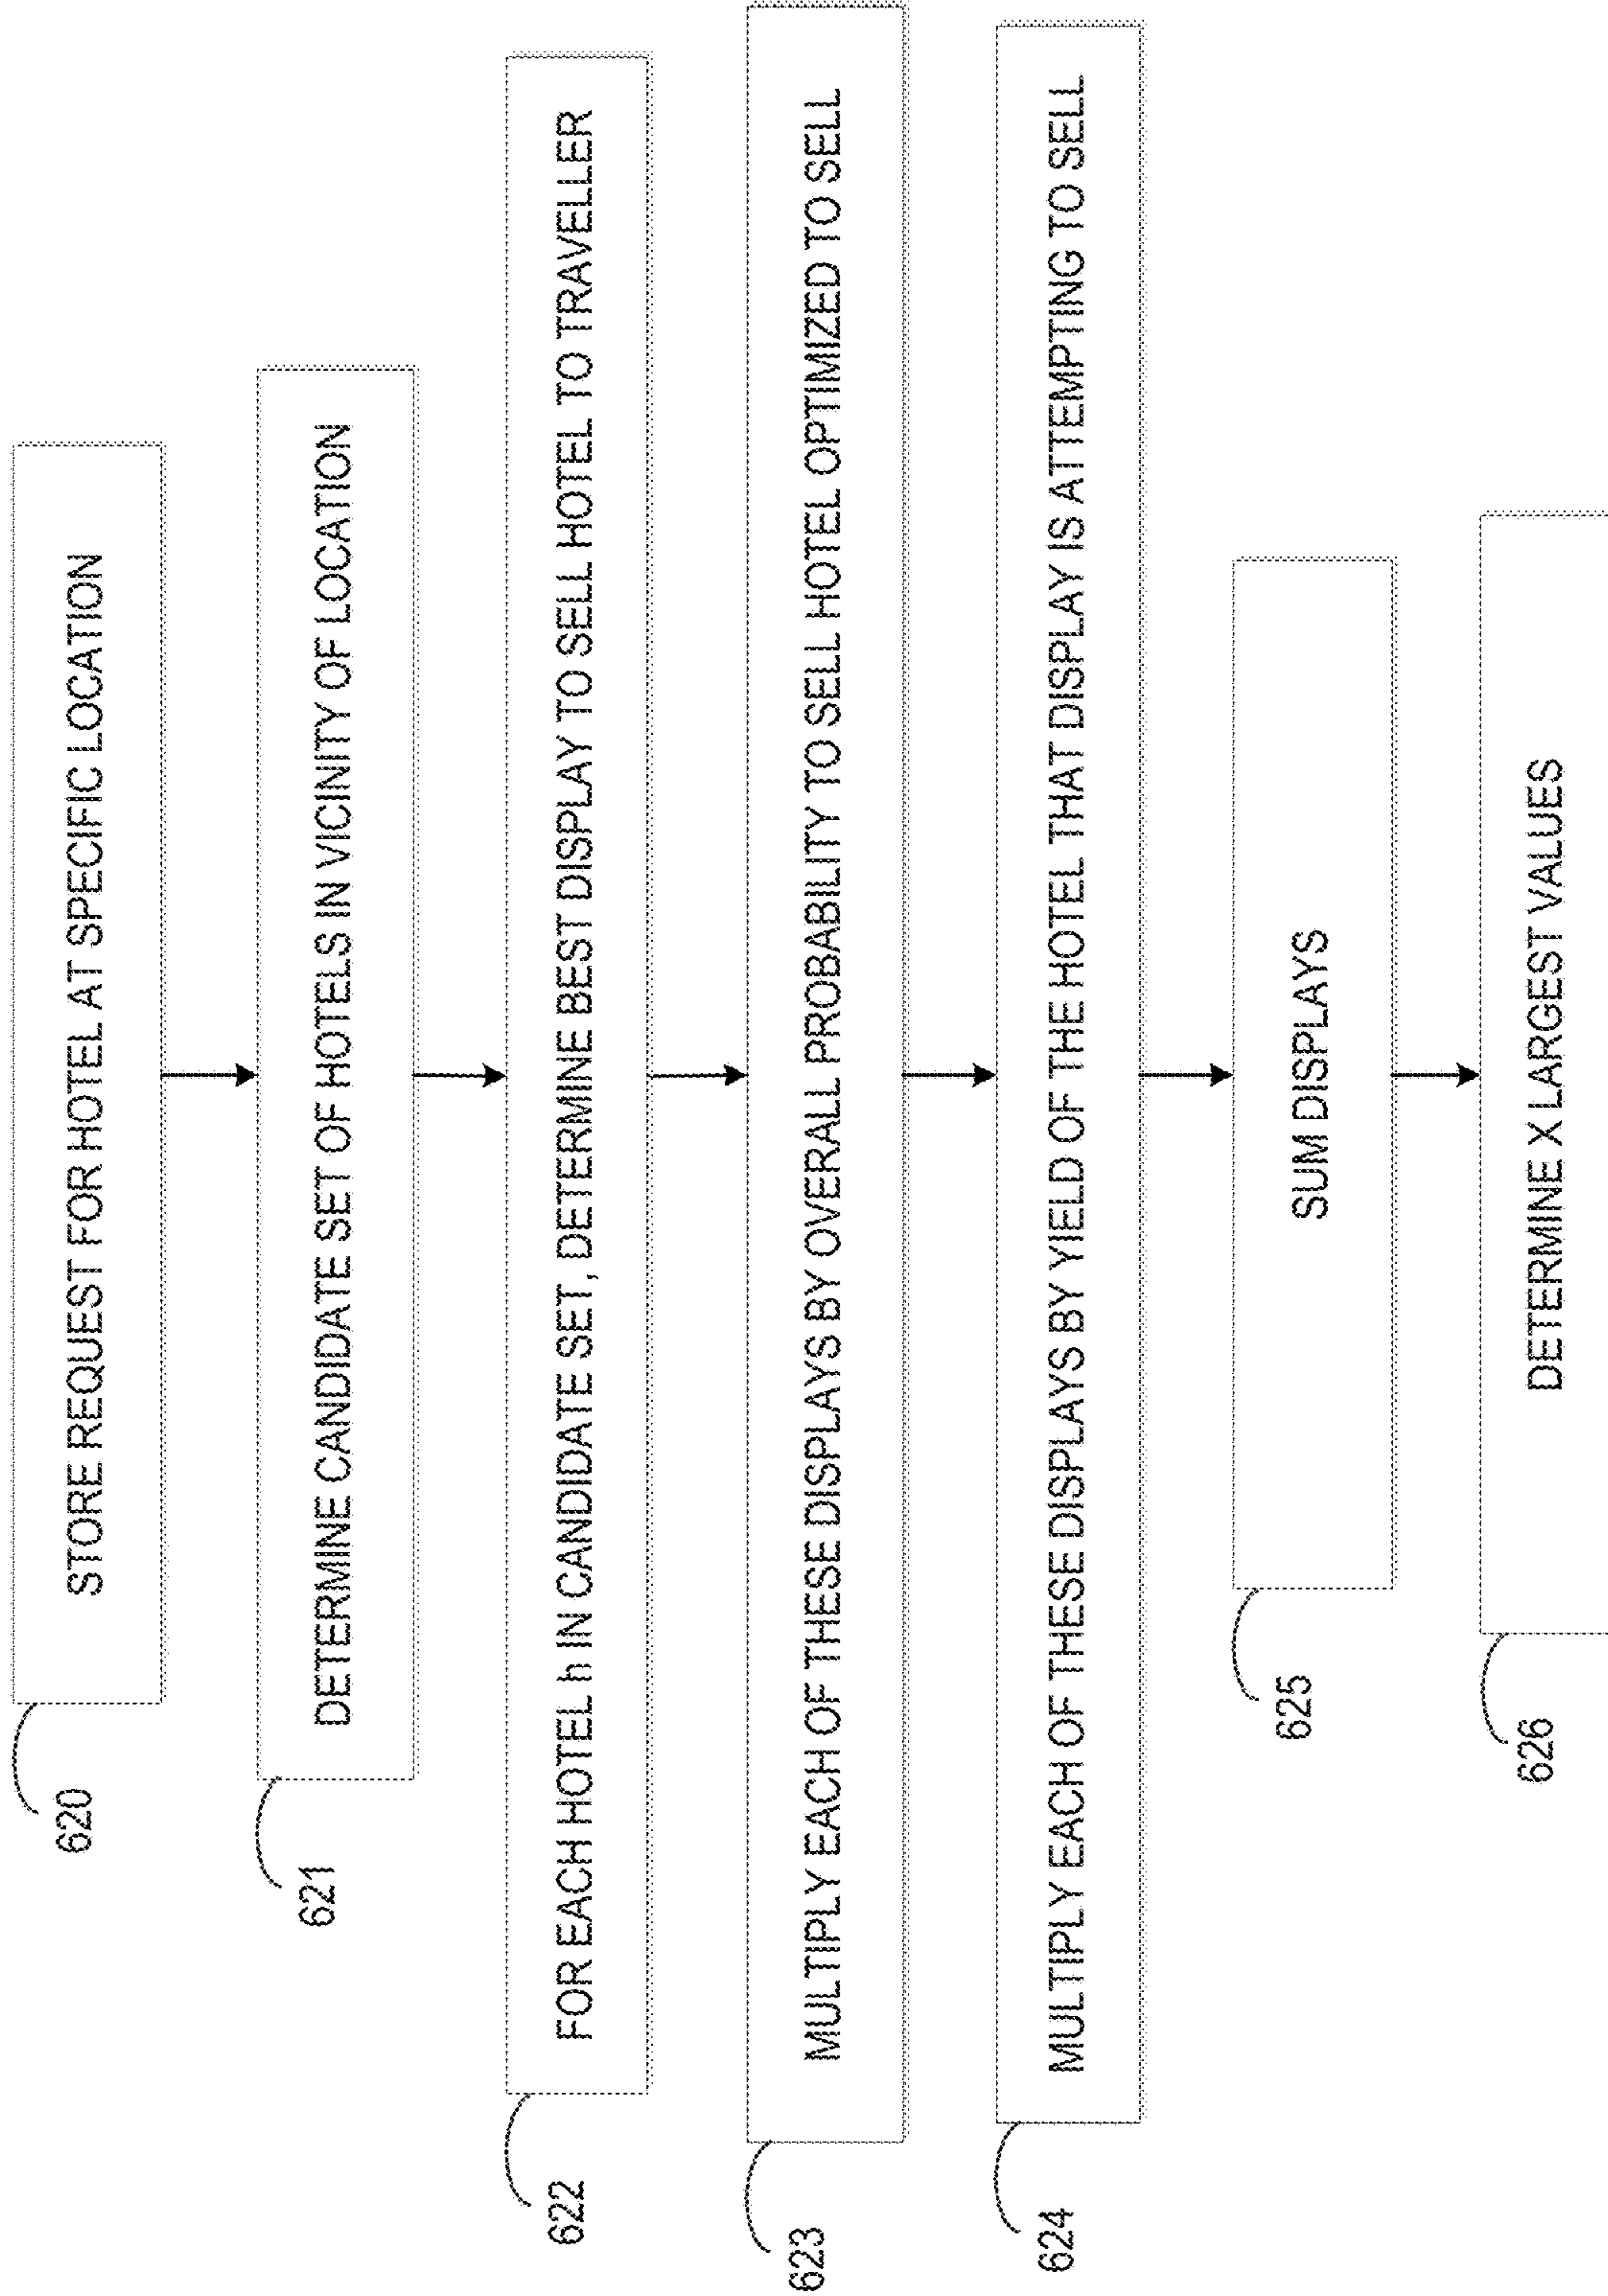 620
STORE REQUEST FOR HOTEL AT SPECIFIC LOCATION
621
DETERMINE CANDIDATE SET OF HOTELS IN VICINITY OF LOCATION
622
FOR EACH HOTEL h IN CANDIDATE SET, DETERMINE BEST DISPLAY TO SELL HOTEL TO TRAVELLER
623
MULTIPLY EACH OF THESE DISPLAYS BY OVERALL PROBABILITY TO SELL HOTEL OPTIMIZED TO SELL
624
MULTIPLY EACH OF THESE DISPLAYS BY YIELD OF THE HOTEL THAT DISPLAY IS ATTEMPTING TO SELL
625
SUM DISPLAYS
626
DETERMINE X LARGEST VALUES